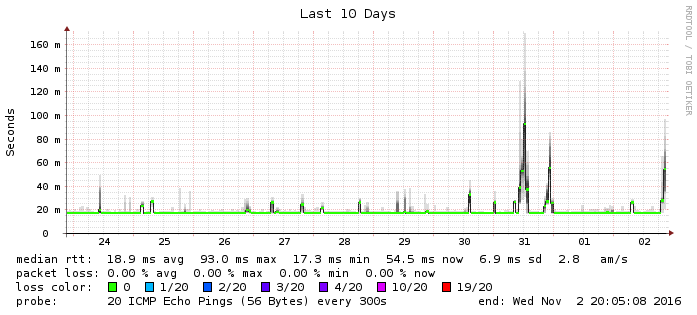 Last 10 Days
RRDTOOL / TOBI OETIKER
Seconds
160 m
140 m
120 m
100 m
80 m
60 m
40 m
20 m
0
24 25 26 27 28 29 30 31 01 02
median rtt: 18.9 ms avg 93.0 ms max 17.3 ms min 54.5 ms now 6.9 ms sd 2.8 am/s
packet loss: 0.00 % avg 0.00 % max 0.00 % min 0.00 % now
loss color: 0 1/20 2/20 3/20 4/20 10/20 19/20
probe: 20 ICMP Echo Pings (56 Bytes) every 300s end: Wed Nov 2 20:05:08 2016